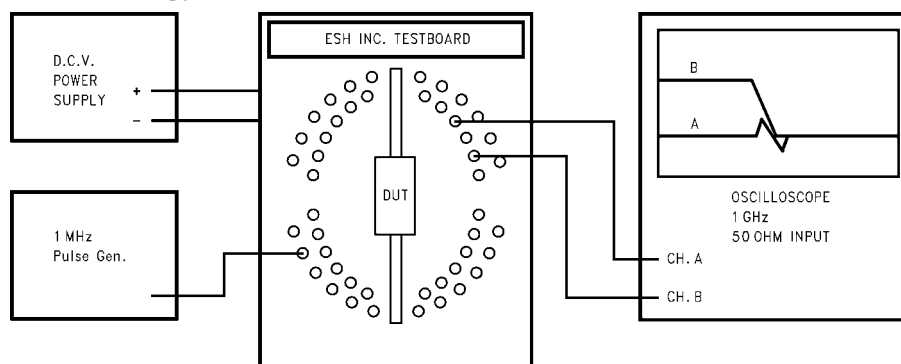 D.C.V.
POWER
SUPPLY
+
−
1 MHz
Pulse Gen.
ESH INC. TESTBOARD
DUT
B
A
OSCILLOSCOPE
1 GHz
50 OHM INPUT
CH. A
CH. B